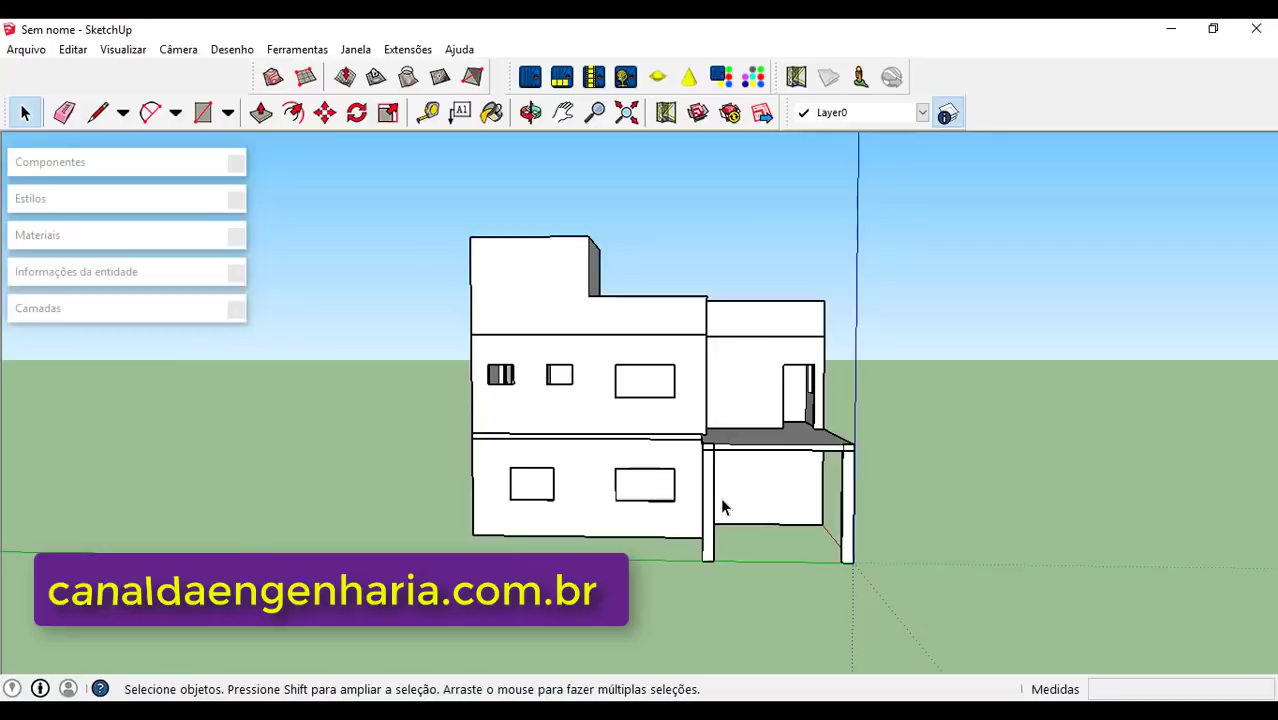 Sem nome - SketchUp
Arquivo Editar Visualizar Câmera Desenho Ferramentas Janela Extensões Ajuda
A1
Layer0
Componentes
Estilos
Materiais
Informações da entidade
Camadas
canaldaengenharia.com.br
Selecione objetos. Pressione Shift para ampliar a seleção. Arraste o mouse para fazer múltiplas seleções.
Medidas